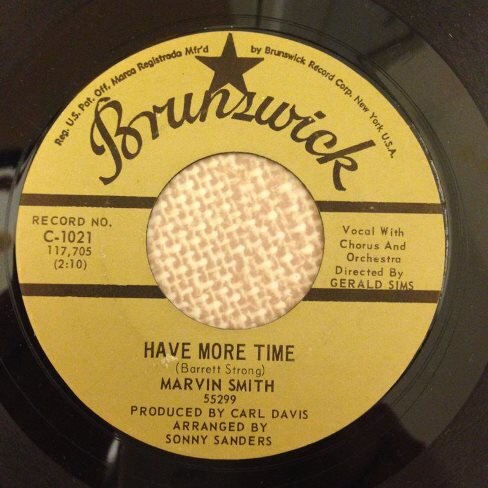 Reg. U.S. Pat. Off. Marca Registrada Mfr'd by Brunswick Record Corp. New York U.S.A.
Brunswick
RECORD NO.
C-1021
117,705
(2:10)
Vocal With
Chorus And
Orchestra
Directed By
GERALD SIMS
HAVE MORE TIME
(Barrett Strong)
MARVIN SMITH
55299
PRODUCED BY CARL DAVIS
ARRANGED BY
SONNY SANDERS